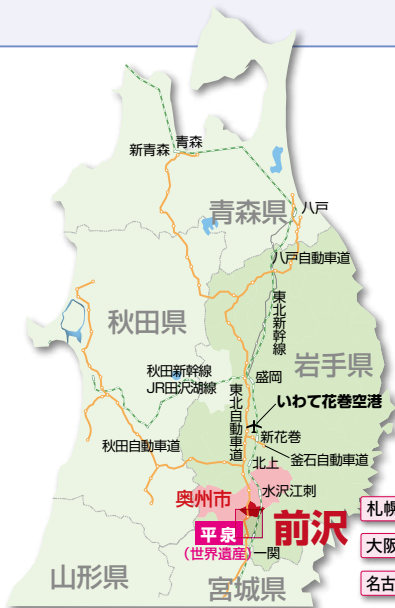 青森
新青森
青森県
八戸
八戸自動車道
東北新幹線
秋田県
岩手県
秋田新幹線
JR田沢湖線
盛岡
東北自動車道
いわて花巻空港
新花巻
秋田自動車道
釜石自動車道
北上
水沢江刺
奥州市
前沢
平泉
(世界遺産)
一関
札幌
大阪
名古
山形県
宮城県